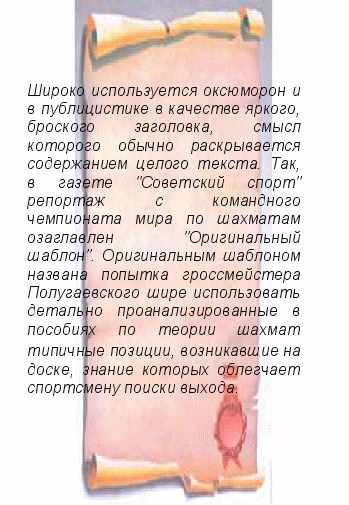 Широко используется оксюморон и
в публицистике в качестве яркого,
броского заголовка, смысл
которого обычно раскрывается
содержанием целого текста. Так,
в газете "Советский спорт"
репортаж с командного
чемпионата мира по шахматам
озаглавлен "Оригинальный
шаблон". Оригинальным шаблоном
названа попытка гроссмейстера
Полугаевского шире использовать
детально проанализированные в
пособиях по теории шахмат
типичные позиции, возникавшие на
доске, знание которых облегчает
спортсмену поиски выхода.